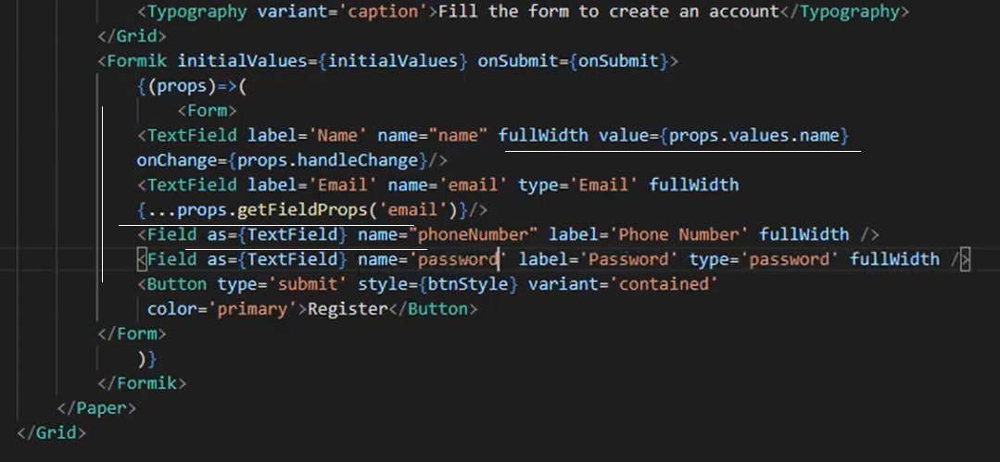 <Typography variant='caption'>Fill the form to create an account</Typography>
</Grid>
<Formik initialValues={initialValues} onSubmit={onSubmit}>
{(props)=>(
<Form>
<TextField label='Name' name="name" fullWidth value={props.values.name}
onChange={props.handleChange}/>
<TextField label='Email' name='email' type='Email' fullWidth
{...props.getFieldProps('email')}/>
<Field as={TextField} name="phoneNumber" label='Phone Number' fullWidth />
<Field as={TextField} name='password' label='Password' type='password' fullWidth />
<Button type='submit' style={btnStyle} variant='contained'
color='primary'>Register</Button>
</Form>
)}
</Formik>
</Paper>
</Grid>